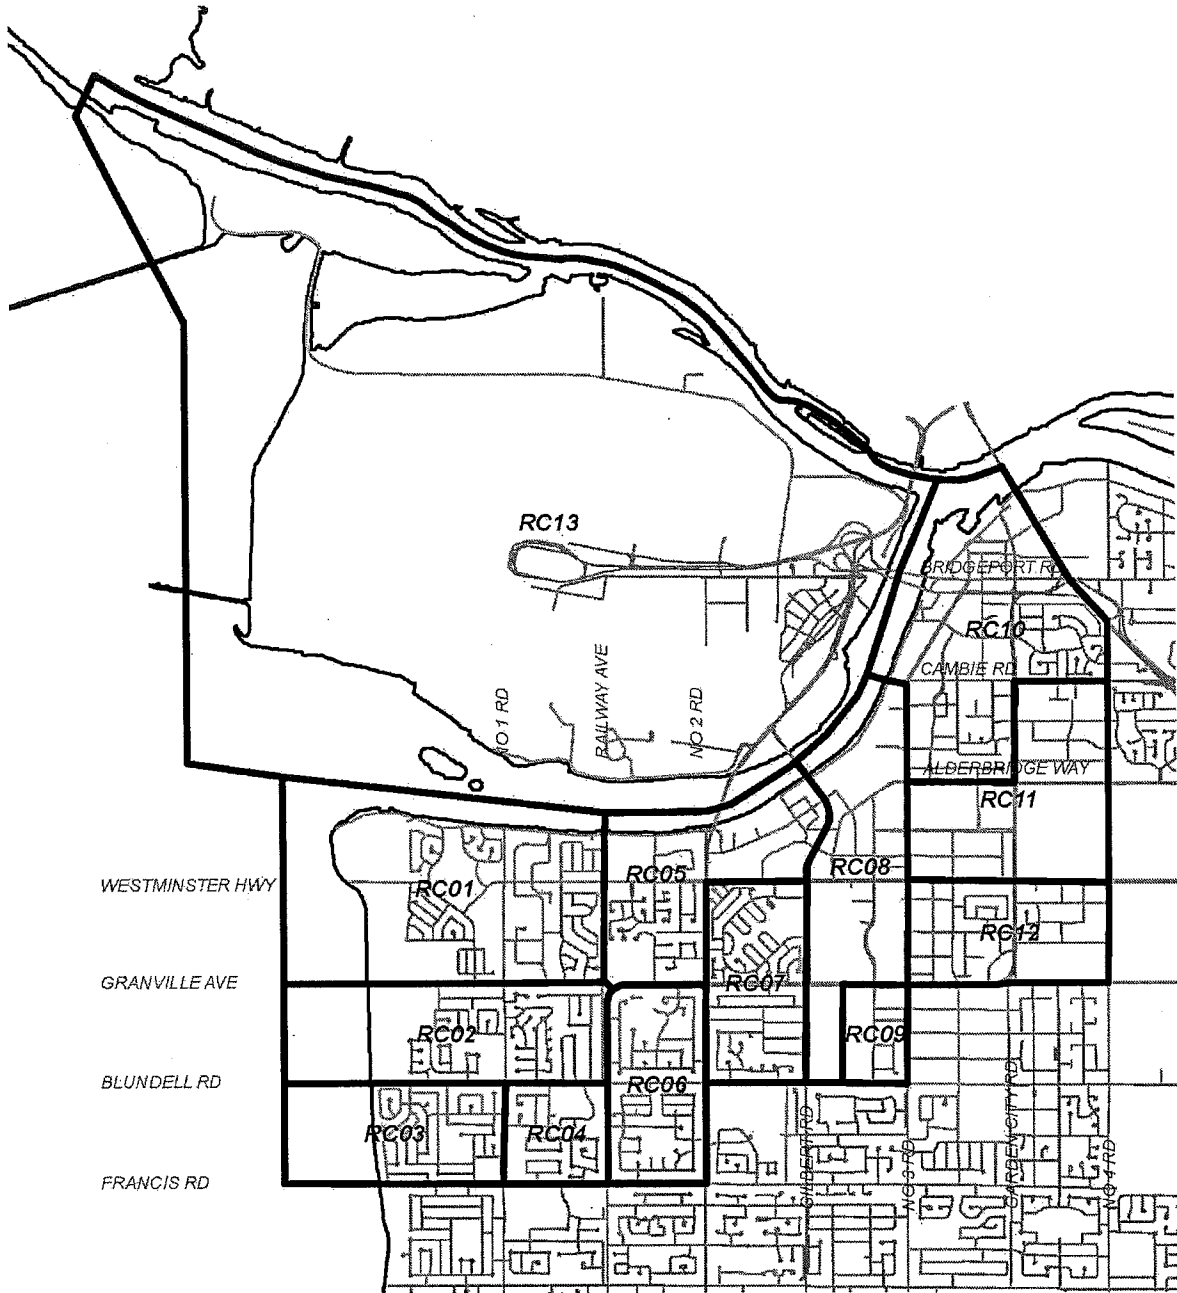 RC13
BRIDGEPORT RD
RC10
CAMBIE RD
NO 1 RD
RAILWAY AVE
NO 2 RD
ALDERBRIDGE WAY
RC11
WESTMINSTER HWY
RC01
RC05
RC08
RC12
GRANVILLE AVE
RC07
RC02
RC09
BLUNDELL RD
RC06
RC03
RC04
GILBERT RD
NO 3 RD
GARDEN CITY RD
NO 4 RD
FRANCIS RD